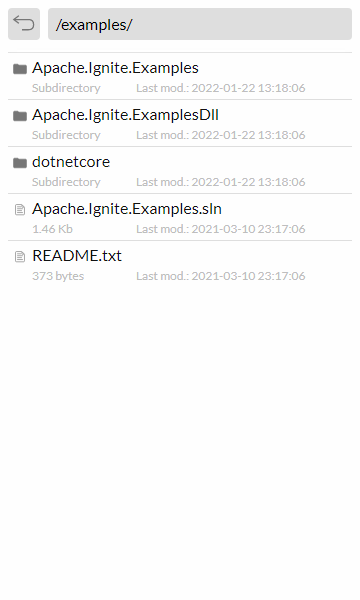 /examples/
Apache.Ignite.Examples
Subdirectory Last mod.: 2022-01-22 13:18:06
Apache.Ignite.ExamplesDll
Subdirectory Last mod.: 2022-01-22 13:18:06
dotnetcore
Subdirectory Last mod.: 2022-01-22 13:18:06
Apache.Ignite.Examples.sln
1.46 Kb Last mod.: 2021-03-10 23:17:06
README.txt
373 bytes Last mod.: 2021-03-10 23:17:06